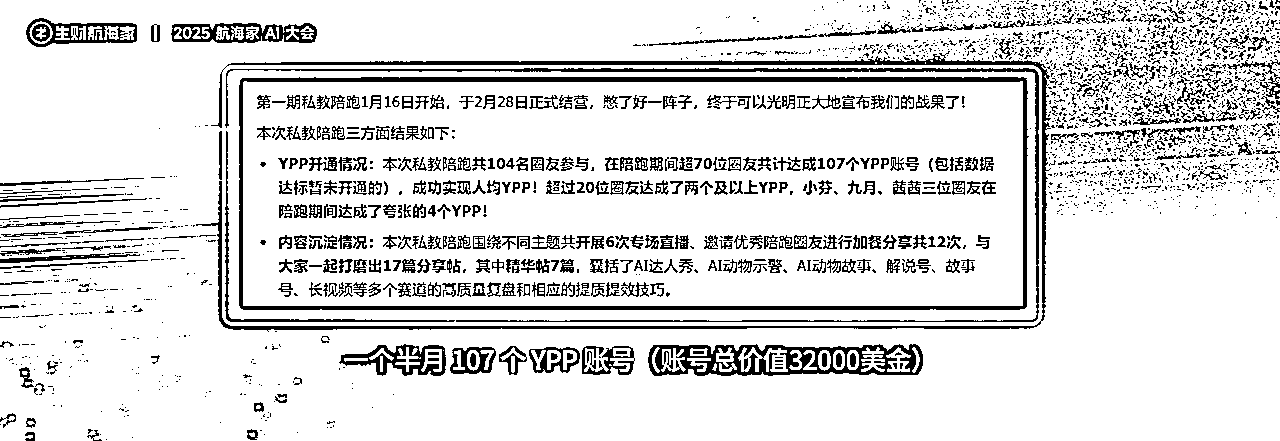 生财航海家 | 2025 航海家 AI 大会
第一期私教陪跑1月16日开始，于2月28日正式结营，憋了好一阵子，终于可以光明正大地宣布我们的战果了！
本次私教陪跑三方面结果如下：
• YPP开通情况：本次私教陪跑共104名圈友参与，在陪跑期间超70位圈友共计达成107个YPP账号（包括数据
达标暂未开通的），成功实现人均YPP！超过20位圈友达成了两个及以上YPP，小芬、九月、茜茜三位圈友在
陪跑期间达成了夸张的4个YPP！
• 内容沉淀情况：本次私教陪跑围绕不同主题共开展6次专场直播、邀请优秀陪跑圈友进行加餐分享共12次，与
大家一起打磨出17篇分享帖，其中精华帖7篇，囊括了AI达人秀、AI动物示警、AI动物故事、解说号、故事
号、长视频等多个赛道的高质量复盘和相应的提质提效技巧。
一个半月 107 个 YPP 账号（账号总价值32000美金）